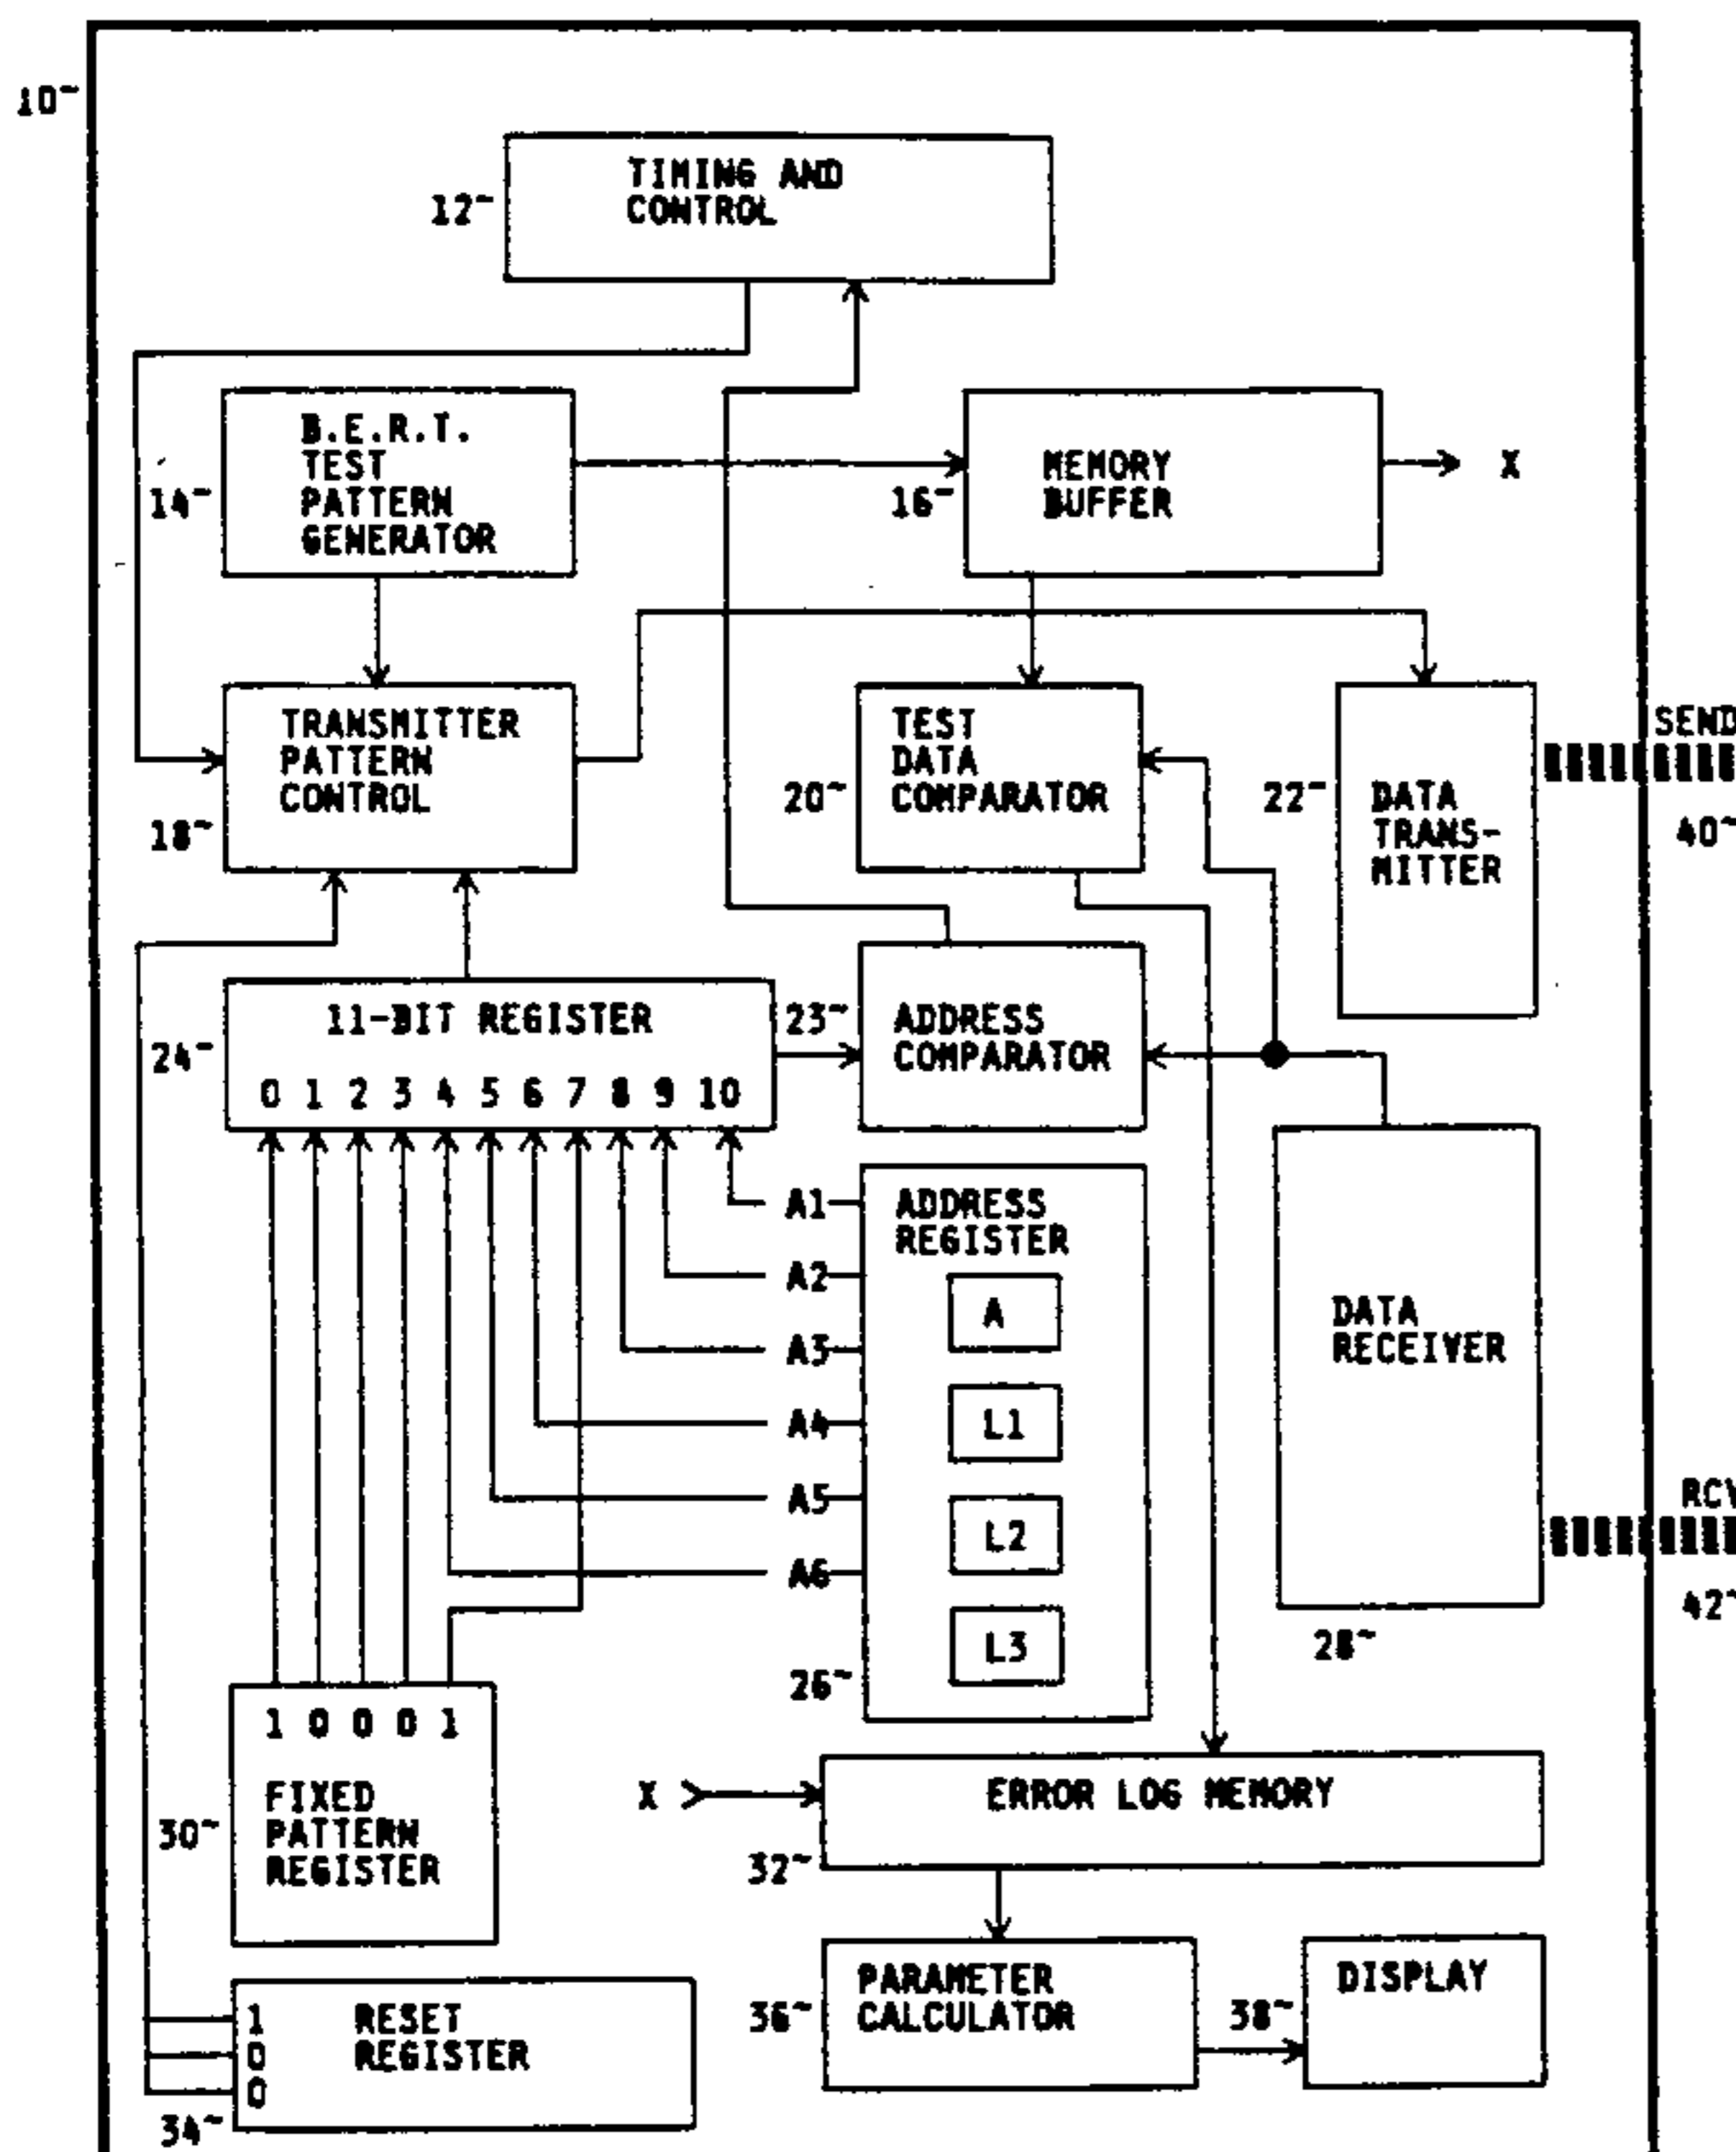 10~
TIMING AND
CONTROL
12~
B.E.R.T.
TEST
PATTERN
GENERATOR
14~
MEMORY
BUFFER
16~
X
TRANSMITTER
PATTERN
CONTROL
18~
TEST
DATA
COMPARATOR
20~
DATA
TRANS-
MITTER
22~
SEND
40~
11-BIT REGISTER
0 1 2 3 4 5 6 7 8 9 10
24~
23~
ADDRESS
COMPARATOR
A1
A2
A3
A4
A5
A6
ADDRESS
REGISTER
A
L1
L2
L3
26~
DATA
RECEIVER
28~
RCV
42~
1 0 0 0 1
FIXED
PATTERN
REGISTER
30~
X
ERROR LOG MEMORY
32~
1
0
0
RESET
REGISTER
34~
PARAMETER
CALCULATOR
36~
DISPLAY
38~